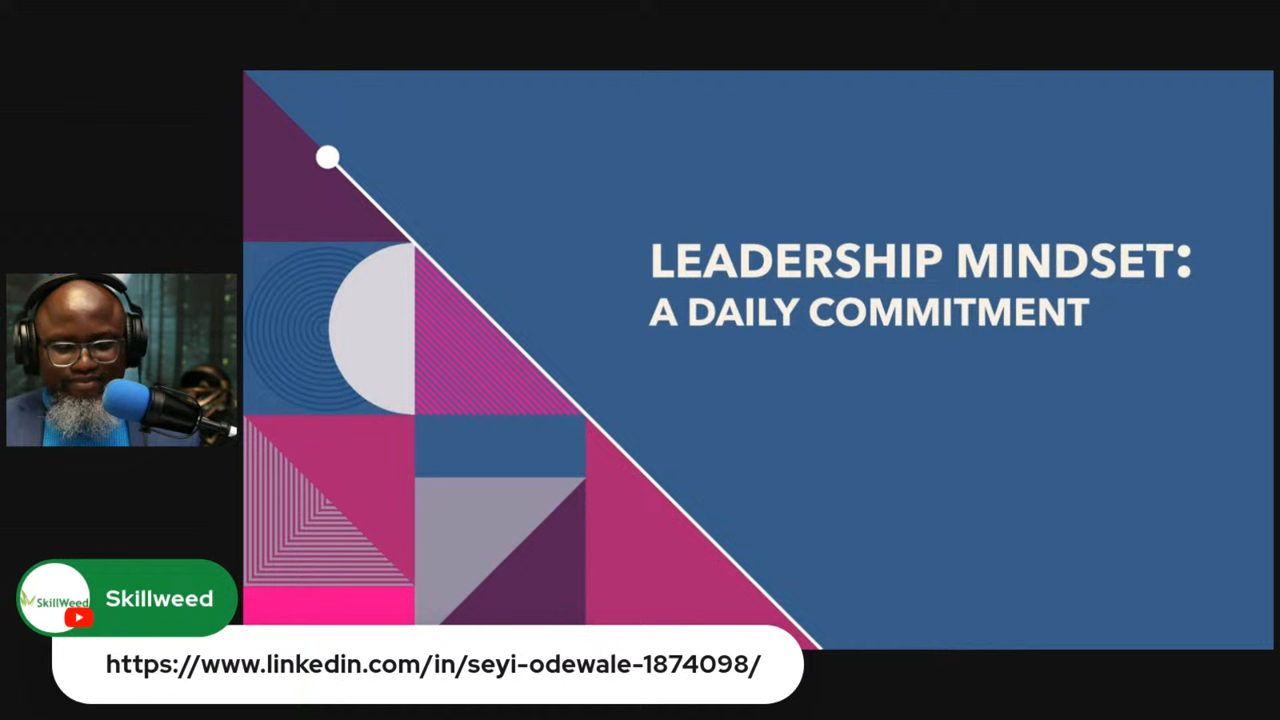 LEADERSHIP MINDSET:
A DAILY COMMITMENT
SkillWeed
Skillweed
https://www.linkedin.com/in/seyi-odewale-1874098/